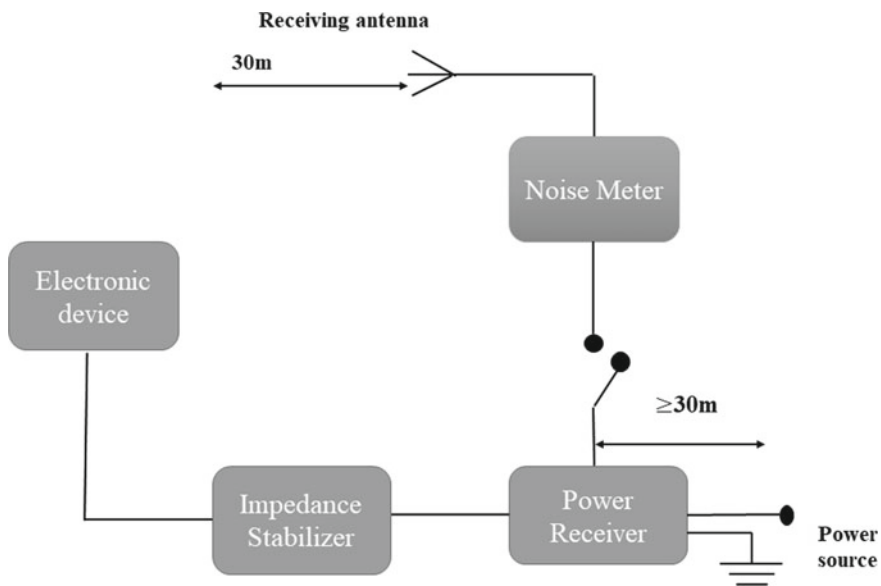 Receiving antenna
30m
Noise Meter
Electronic
device
≥30m
Impedance
Stabilizer
Power
Receiver
Power
source